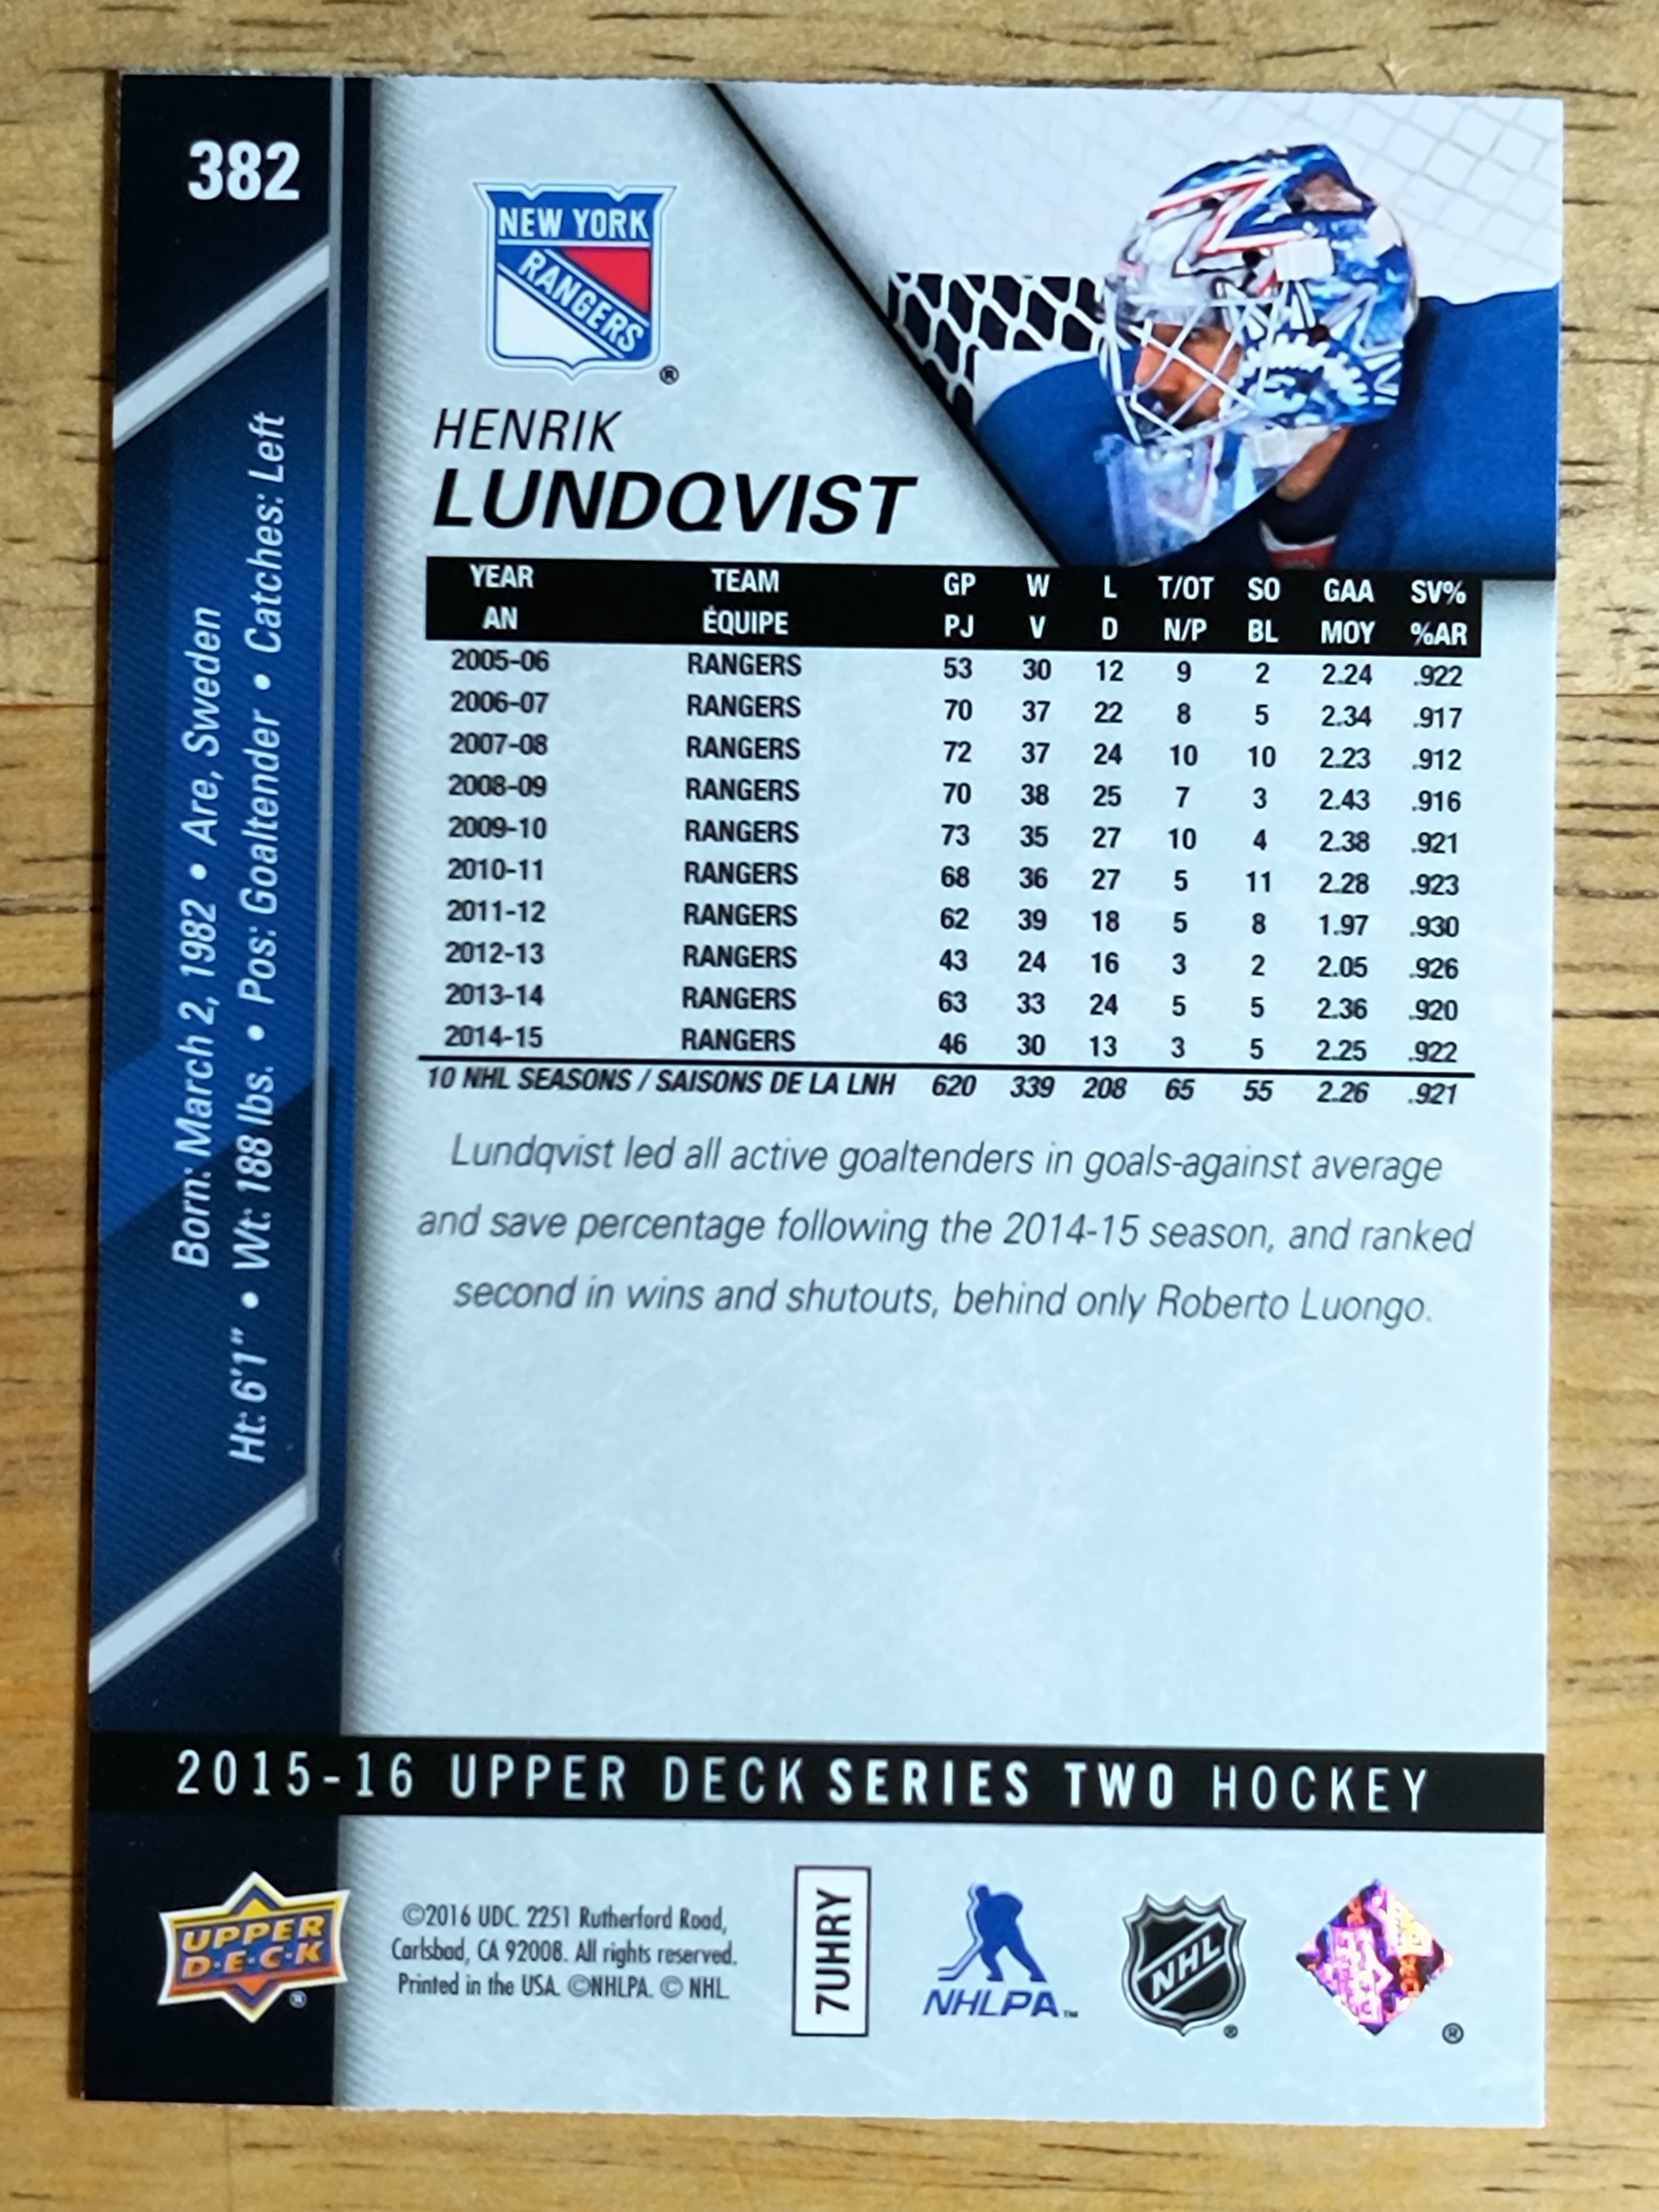 382
NEW YORK
RANGERS
®
HENRIK
LUNDQVIST
Born: March 2, 1982 • Are, Sweden
Ht: 6'1" • Wt: 188 lbs. • Pos: Goaltender • Catches: Left
YEAR TEAM GP W L T/OT SO GAA SV%
AN ÉQUIPE PJ V D N/P BL MOY %AR
2005-06 RANGERS 53 30 12 9 2 2.24 .922
2006-07 RANGERS 70 37 22 8 5 2.34 .917
2007-08 RANGERS 72 37 24 10 10 2.23 .912
2008-09 RANGERS 70 38 25 7 3 2.43 .916
2009-10 RANGERS 73 35 27 10 4 2.38 .921
2010-11 RANGERS 68 36 27 5 11 2.28 .923
2011-12 RANGERS 62 39 18 5 8 1.97 .930
2012-13 RANGERS 43 24 16 3 2 2.05 .926
2013-14 RANGERS 63 33 24 5 5 2.36 .920
2014-15 RANGERS 46 30 13 3 5 2.25 .922
10 NHL SEASONS / SAISONS DE LA LNH 620 339 208 65 55 2.26 .921
Lundqvist led all active goaltenders in goals-against average
and save percentage following the 2014-15 season, and ranked
second in wins and shutouts, behind only Roberto Luongo.
2015-16 UPPER DECK SERIES TWO HOCKEY
UPPER
D·E·C·K
®
©2016 UDC. 2251 Rutherford Road,
Carlsbad, CA 92008. All rights reserved.
Printed in the USA. ©NHLPA. © NHL.
7UHRY
NHLPA™
NHL
®
®